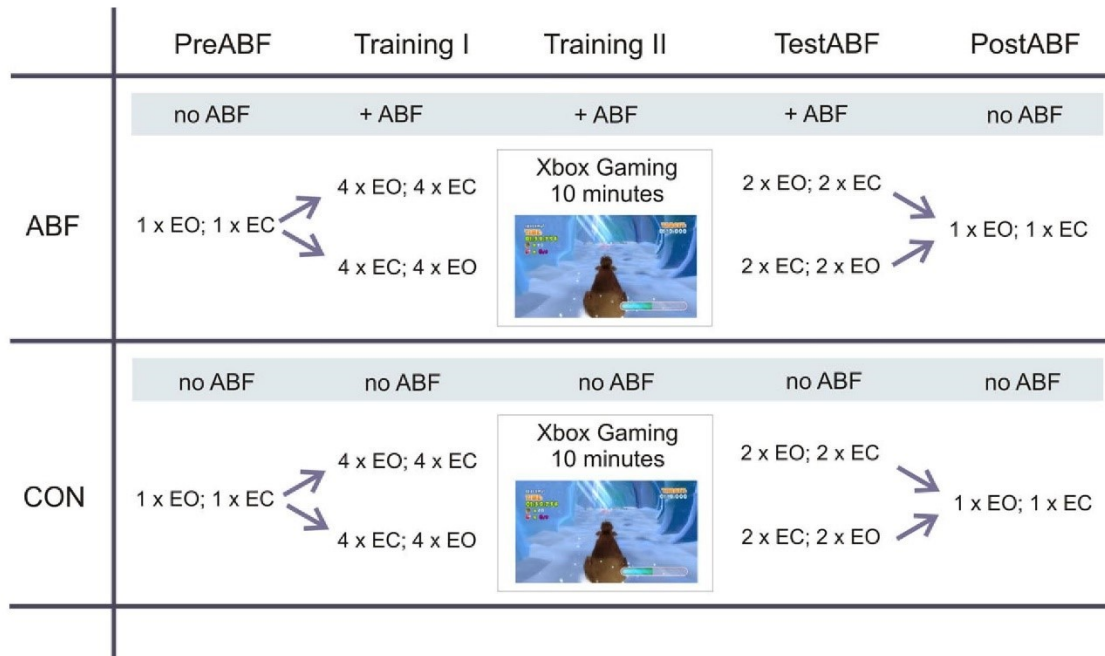 PreABF Training I Training II TestABF PostABF
ABF
no ABF + ABF + ABF + ABF no ABF
1 x EO; 1 x EC
4 x EO; 4 x EC
4 x EC; 4 x EO
Xbox Gaming
10 minutes
2 x EO; 2 x EC
2 x EC; 2 x EO
1 x EO; 1 x EC
CON
no ABF no ABF no ABF no ABF no ABF
1 x EO; 1 x EC
4 x EO; 4 x EC
4 x EC; 4 x EO
Xbox Gaming
10 minutes
2 x EO; 2 x EC
2 x EC; 2 x EO
1 x EO; 1 x EC